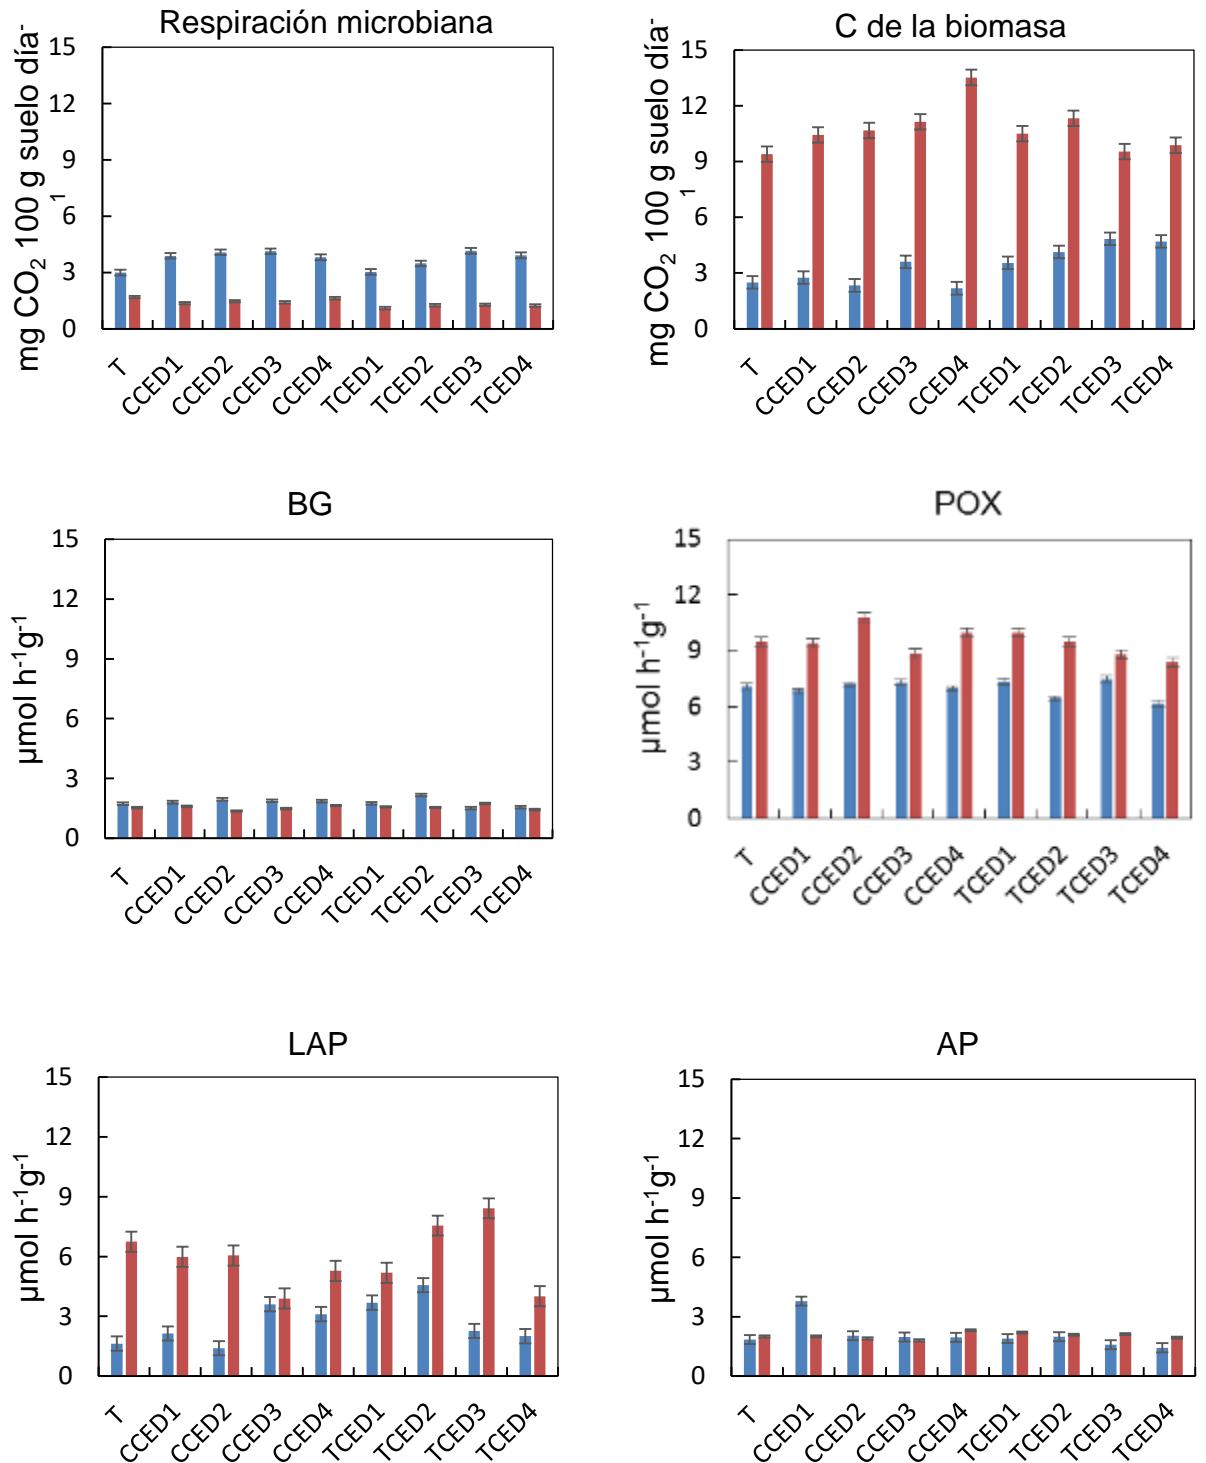 Respiración microbiana
mg CO₂ 100 g suelo día⁻
1
15
12
9
6
3
0
T
CCED1
CCED2
CCED3
CCED4
TCED1
TCED2
TCED3
TCED4
C de la biomasa
mg CO₂ 100 g suelo día⁻
1
15
12
9
6
3
0
T
CCED1
CCED2
CCED3
CCED4
TCED1
TCED2
TCED3
TCED4
BG
µmol h⁻¹g⁻¹
15
12
9
6
3
0
T
CCED1
CCED2
CCED3
CCED4
TCED1
TCED2
TCED3
TCED4
POX
µmol h⁻¹g⁻¹
15
12
9
6
3
0
T
CCED1
CCED2
CCED3
CCED4
TCED1
TCED2
TCED3
TCED4
LAP
µmol h⁻¹g⁻¹
15
12
9
6
3
0
T
CCED1
CCED2
CCED3
CCED4
TCED1
TCED2
TCED3
TCED4
AP
µmol h⁻¹g⁻¹
15
12
9
6
3
0
T
CCED1
CCED2
CCED3
CCED4
TCED1
TCED2
TCED3
TCED4